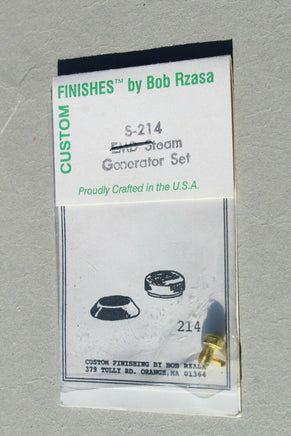 CUSTOM
FINISHES™ by Bob Rzasa
S-214
EMD Steam
Generator Set
Proudly Crafted in the U.S.A.
214
CUSTOM FINISHING BY BOB RZASA
379 TULLY RD. ORANGE, MA 01364